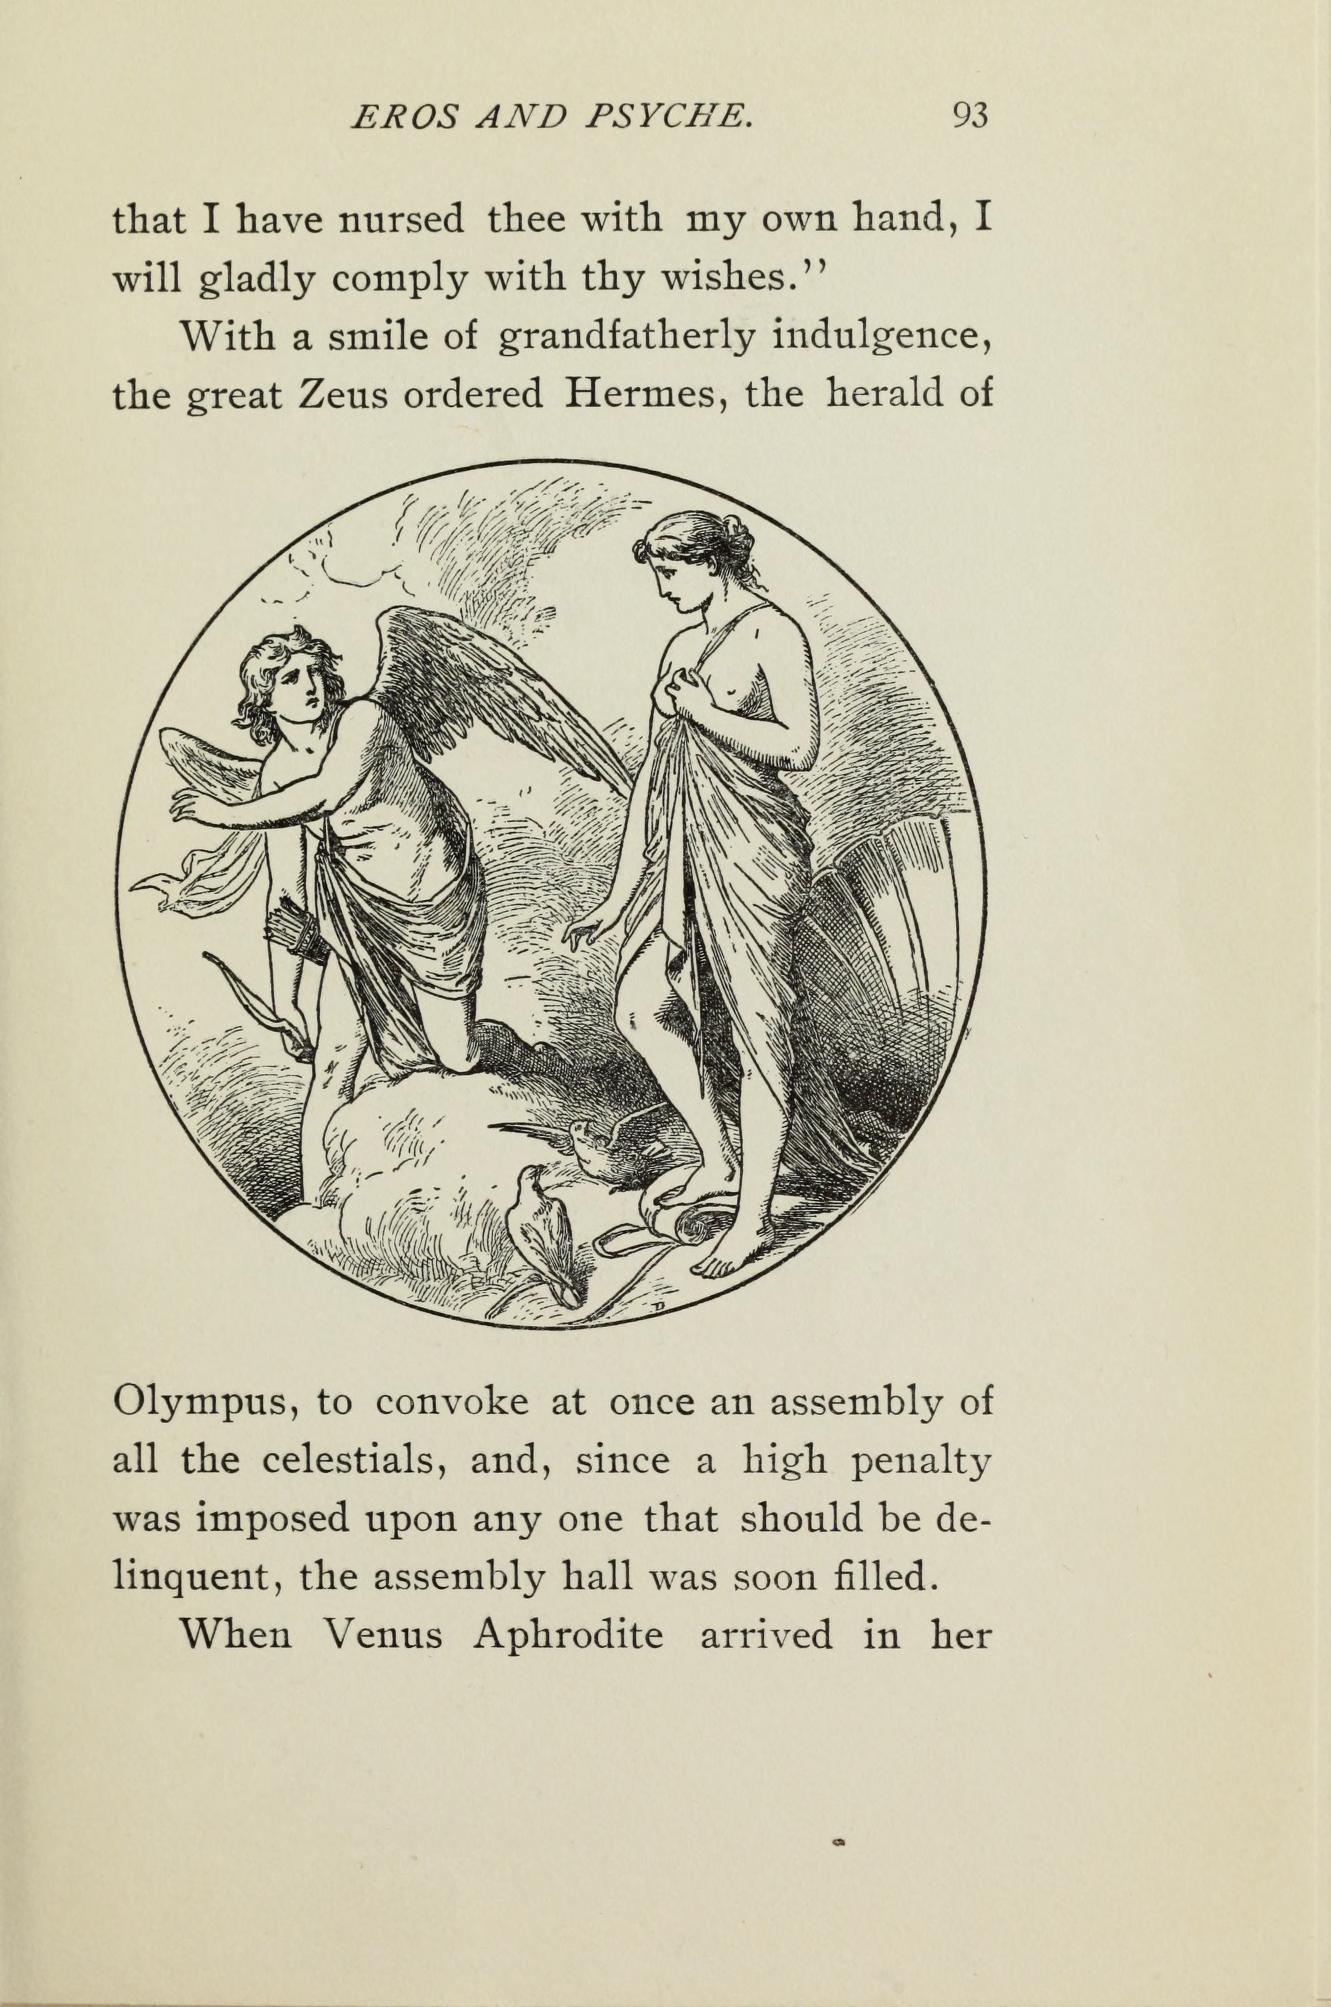 EROS AND PSYCHE. 93
that I have nursed thee with my own hand, I
will gladly comply with thy wishes.’’
With a smile of grandfatherly indulgence,
the great Zeus ordered Hermes, the herald of
Olympus, to convoke at once an assembly of
all the celestials, and, since a high penalty
was imposed upon any one that should be de-
linquent, the assembly hall was soon filled.
When Venus Aphrodite arrived in her